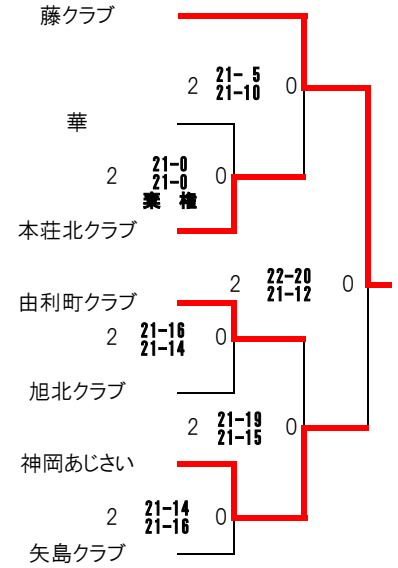 藤クラブ
2 21- 5 0
21-10
華
2 21-0 0
21-0
棄 権
本荘北クラブ
2 22-20 0
21-12
由利町クラブ
2 21-16 0
21-14
旭北クラブ
2 21-19 0
21-15
神岡あじさい
2 21-14 0
21-16
矢島クラブ